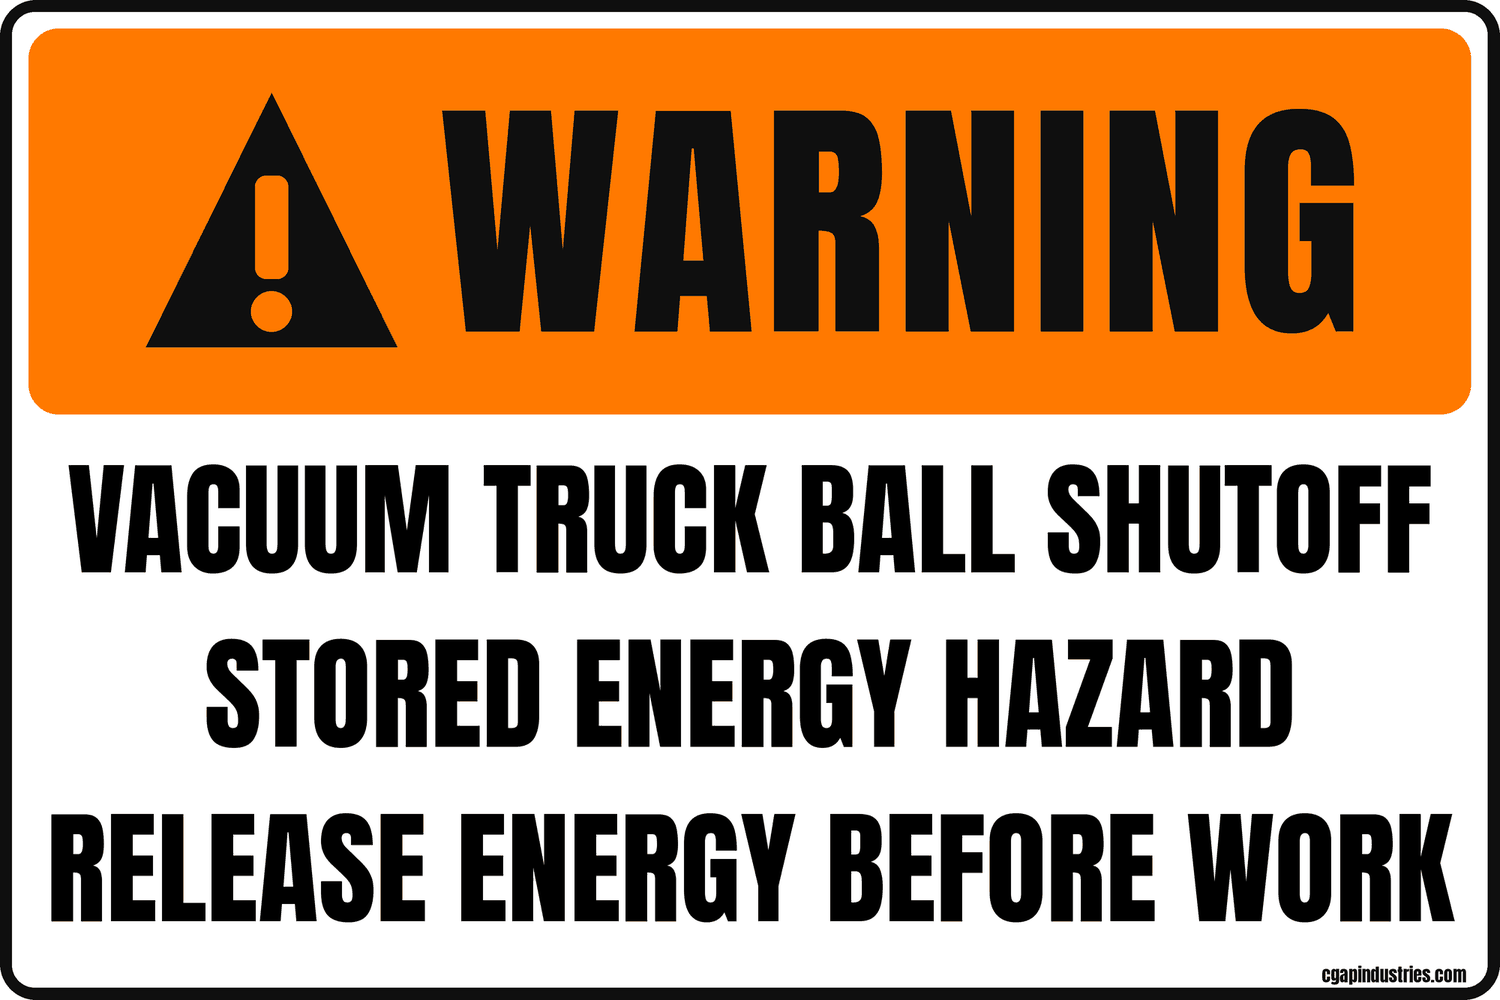 WARNING
VACUUM TRUCK BALL SHUTOFF
STORED ENERGY HAZARD
RELEASE ENERGY BEFORE WORK
cgapindustries.com